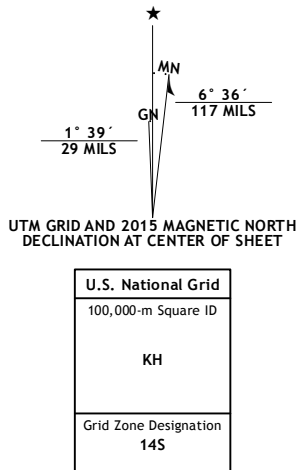 ★
MN
GN
6° 36´
117 MILS
1° 39´
29 MILS
UTM GRID AND 2015 MAGNETIC NORTH
DECLINATION AT CENTER OF SHEET
U.S. National Grid
100,000-m Square ID
KH
Grid Zone Designation
14S